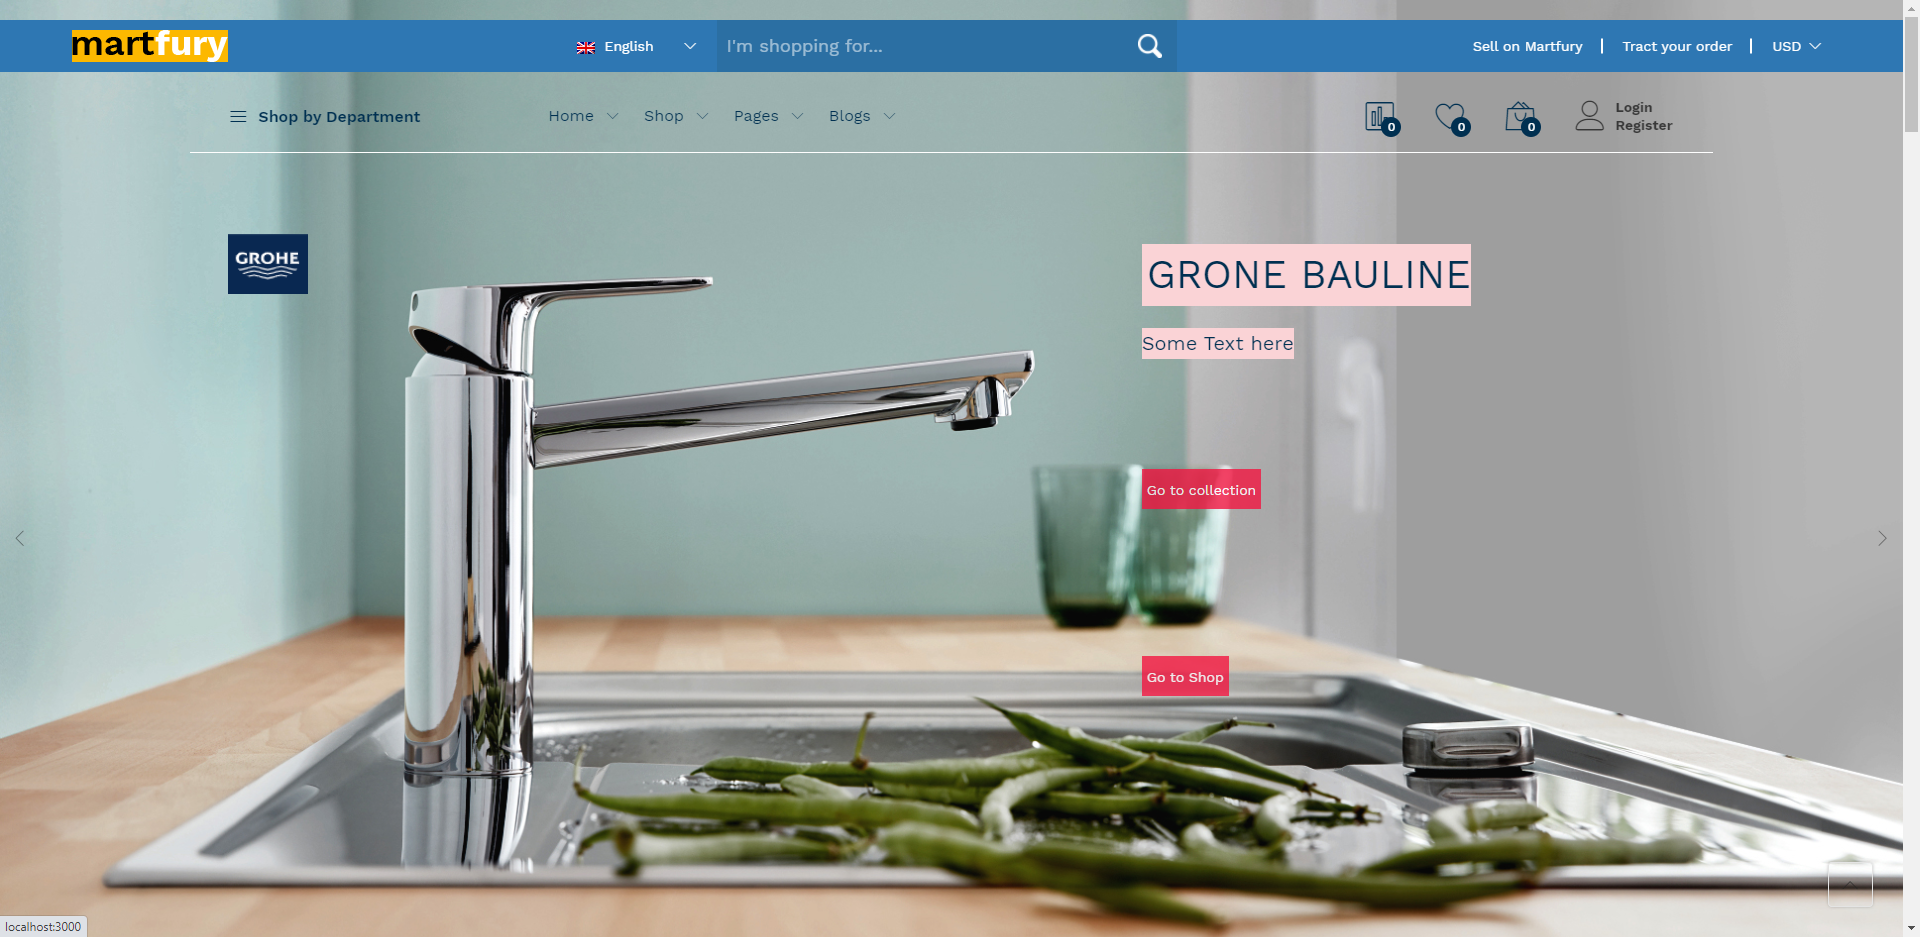 martfury
English
I'm shopping for...
Sell on Martfury
Tract your order
USD
Shop by Department
Home
Shop
Pages
Blogs
0
0
0
Login
Register
GROHE
GRONE BAULINE
Some Text here
Go to collection
Go to Shop
localhost:3000